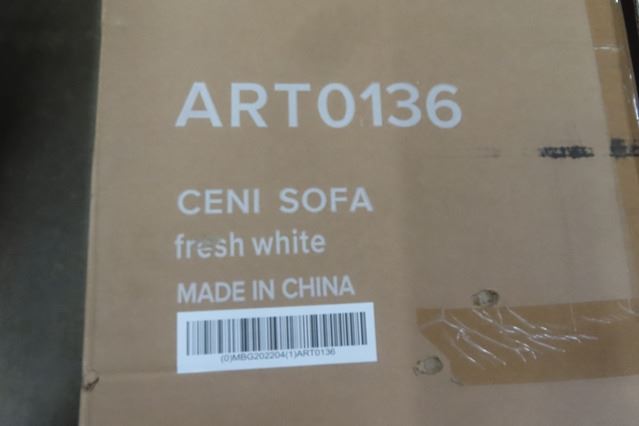 ART0136
CENI SOFA
fresh white
MADE IN CHINA
(0)MBG202204(1)ART0136